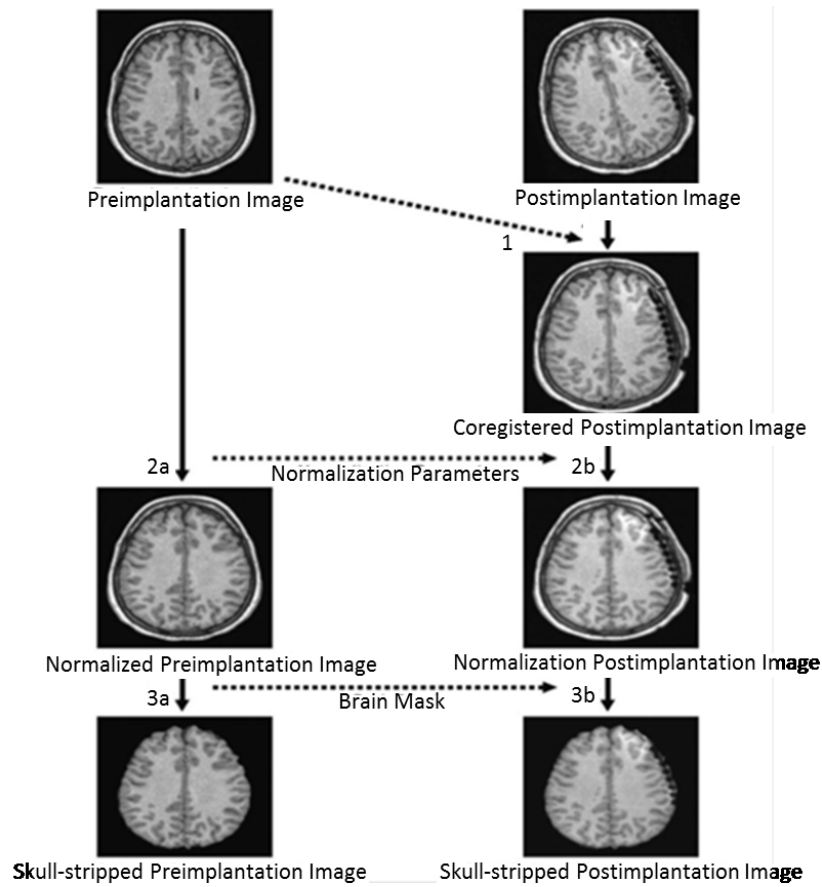 Preimplantation Image
Postimplantation Image
1
Coregistered Postimplantation Image
2a
Normalization Parameters
2b
Normalized Preimplantation Image
Normalization Postimplantation Image
3a
Brain Mask
3b
Skull-stripped Preimplantation Image
Skull-stripped Postimplantation Image